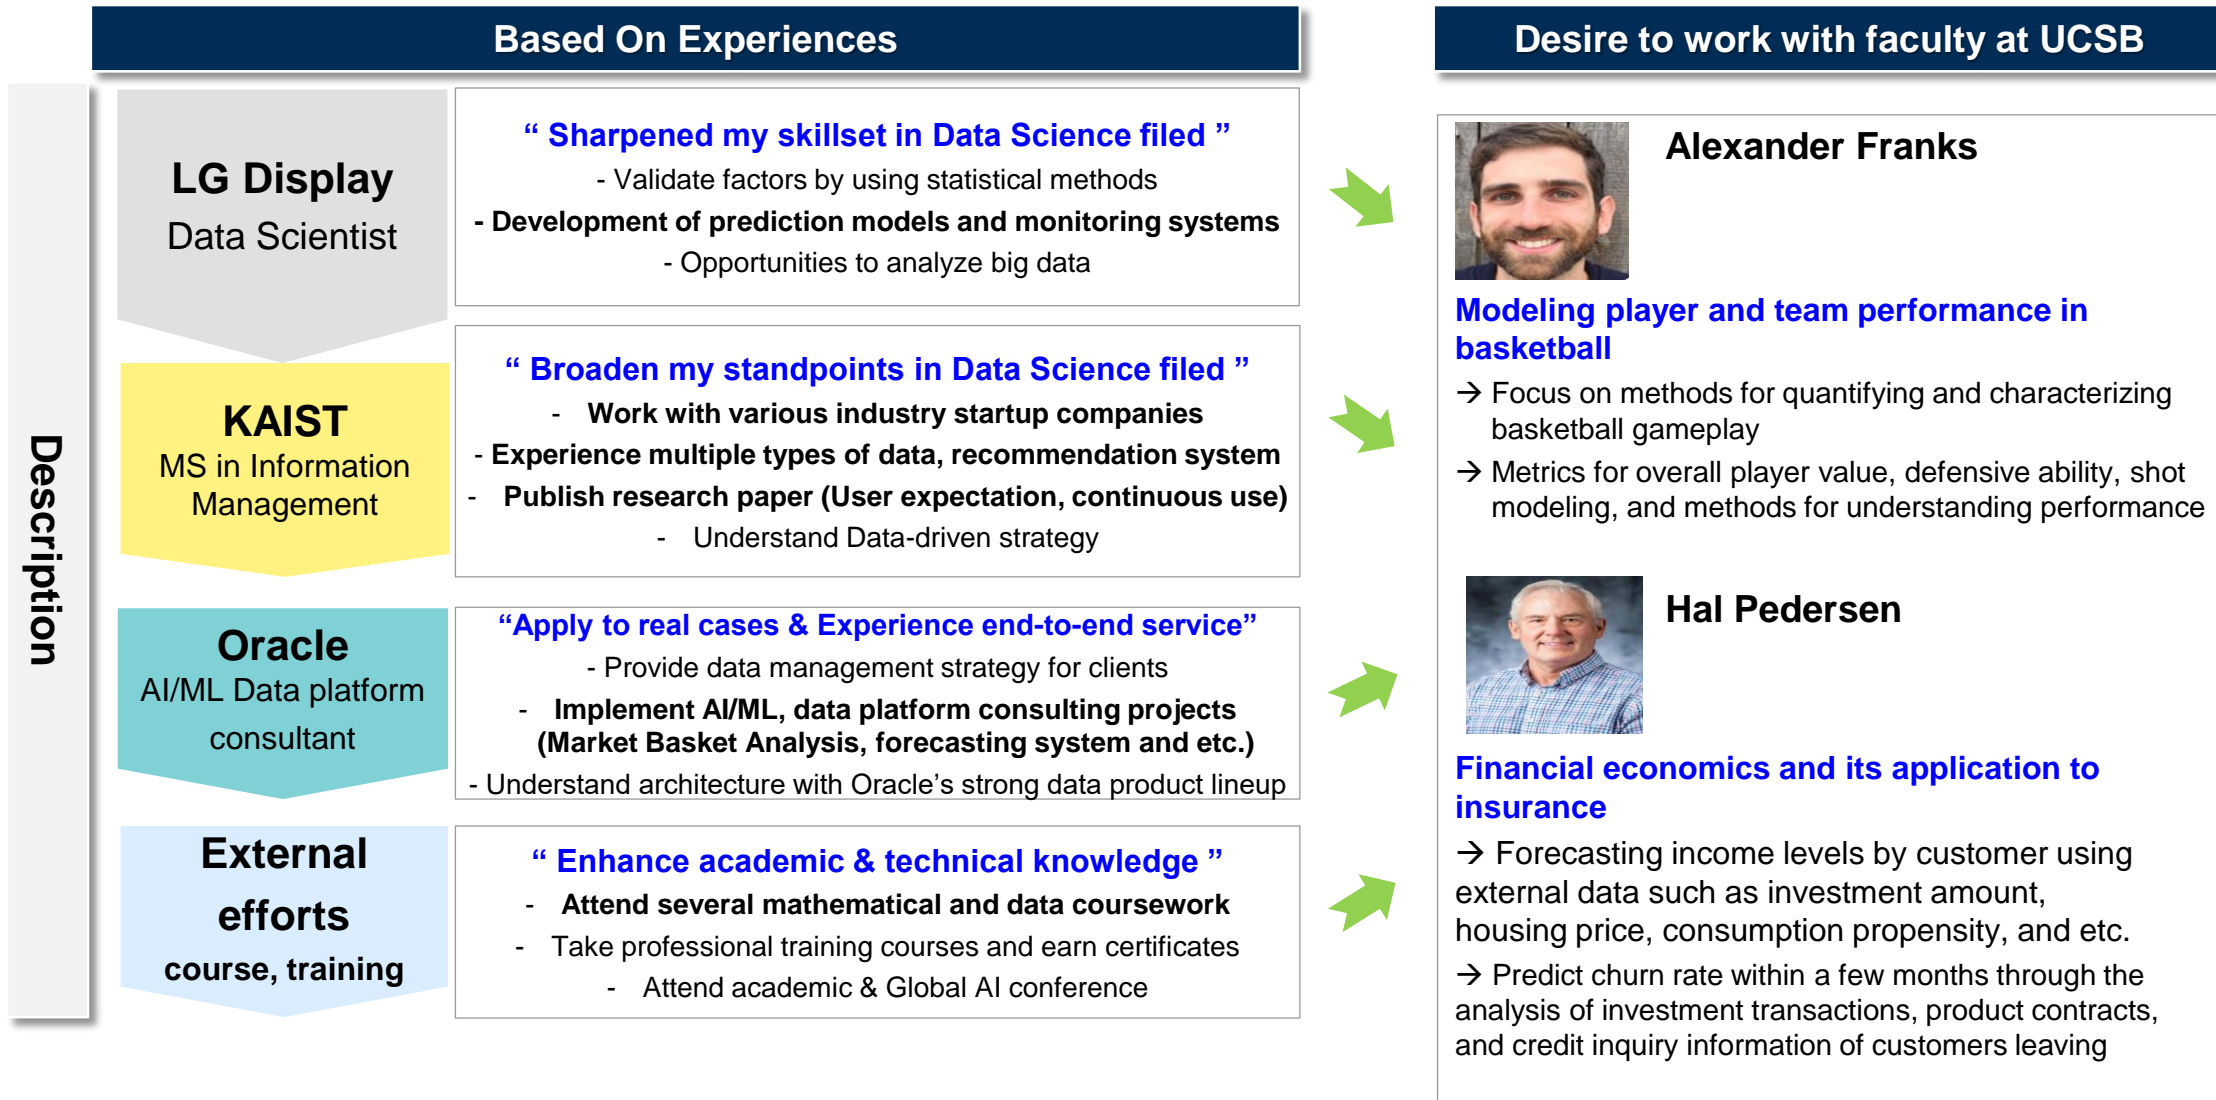 Based On Experiences
Desire to work with faculty at UCSB
Description
LG Display
Data Scientist
“ Sharpened my skillset in Data Science filed ”
- Validate factors by using statistical methods
- Development of prediction models and monitoring systems
- Opportunities to analyze big data
KAIST
MS in Information
Management
“ Broaden my standpoints in Data Science filed ”
- Work with various industry startup companies
- Experience multiple types of data, recommendation system
- Publish research paper (User expectation, continuous use)
- Understand Data-driven strategy
Oracle
AI/ML Data platform
consultant
“Apply to real cases & Experience end-to-end service”
- Provide data management strategy for clients
- Implement AI/ML, data platform consulting projects
(Market Basket Analysis, forecasting system and etc.)
- Understand architecture with Oracle’s strong data product lineup
External
efforts
course, training
“ Enhance academic & technical knowledge ”
- Attend several mathematical and data coursework
- Take professional training courses and earn certificates
- Attend academic & Global AI conference
Alexander Franks
Modeling player and team performance in
basketball
→ Focus on methods for quantifying and characterizing
basketball gameplay
→ Metrics for overall player value, defensive ability, shot
modeling, and methods for understanding performance
Hal Pedersen
Financial economics and its application to
insurance
→ Forecasting income levels by customer using
external data such as investment amount,
housing price, consumption propensity, and etc.
→ Predict churn rate within a few months through the
analysis of investment transactions, product contracts,
and credit inquiry information of customers leaving